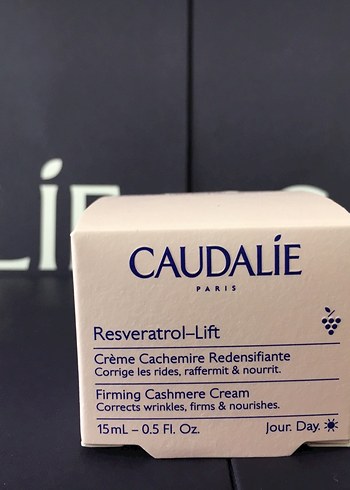 CAUDALÍE
PARIS
Resveratrol–Lift
Crème Cachemire Redensifiante
Corrige les rides, raffermit & nourrit.
Firming Cashmere Cream
Corrects wrinkles, firms & nourishes.
15mL – 0.5 Fl. Oz. Jour. Day.